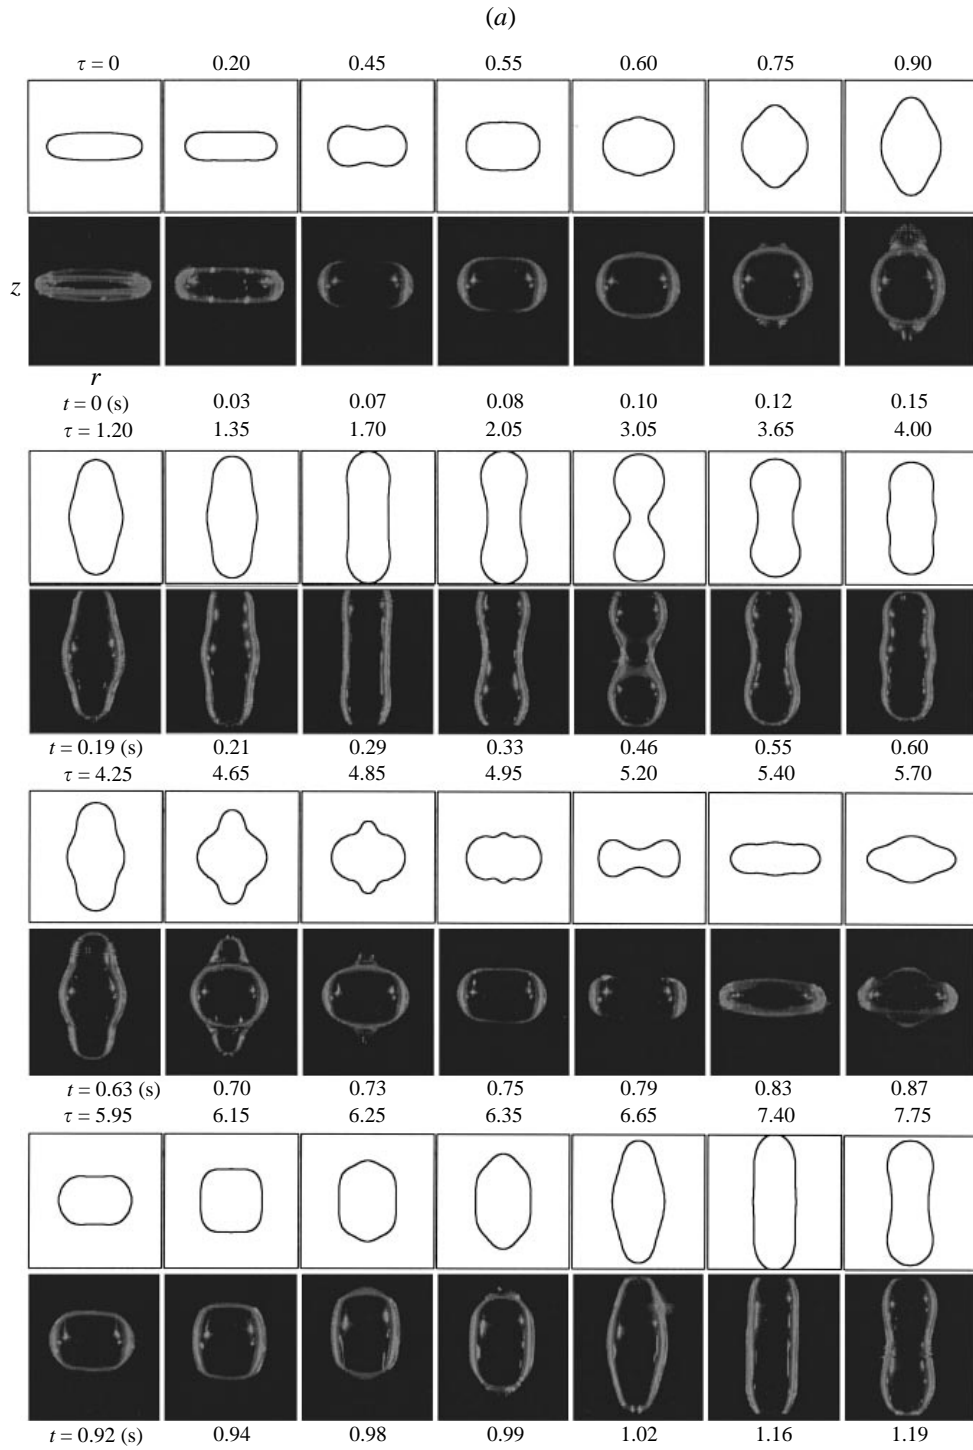 (a)
τ = 0 0.20 0.45 0.55 0.60 0.75 0.90
z
r
t = 0 (s) 0.03 0.07 0.08 0.10 0.12 0.15
τ = 1.20 1.35 1.70 2.05 3.05 3.65 4.00
t = 0.19 (s) 0.21 0.29 0.33 0.46 0.55 0.60
τ = 4.25 4.65 4.85 4.95 5.20 5.40 5.70
t = 0.63 (s) 0.70 0.73 0.75 0.79 0.83 0.87
τ = 5.95 6.15 6.25 6.35 6.65 7.40 7.75
t = 0.92 (s) 0.94 0.98 0.99 1.02 1.16 1.19